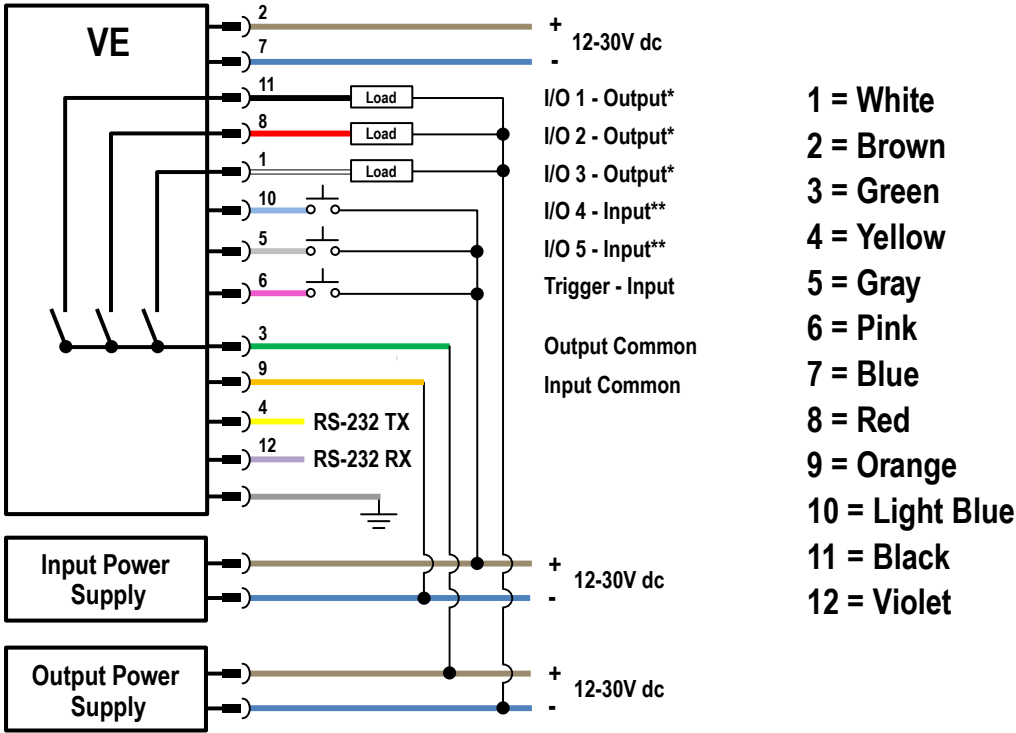 VE
2
+
12-30V dc
7
-
11
Load
I/O 1 - Output*
8
Load
I/O 2 - Output*
1
Load
I/O 3 - Output*
10
I/O 4 - Input**
5
I/O 5 - Input**
6
Trigger - Input
3
Output Common
9
Input Common
4
RS-232 TX
12
RS-232 RX
Input Power
Supply
+
12-30V dc
-
Output Power
Supply
+
12-30V dc
-
1 = White
2 = Brown
3 = Green
4 = Yellow
5 = Gray
6 = Pink
7 = Blue
8 = Red
9 = Orange
10 = Light Blue
11 = Black
12 = Violet